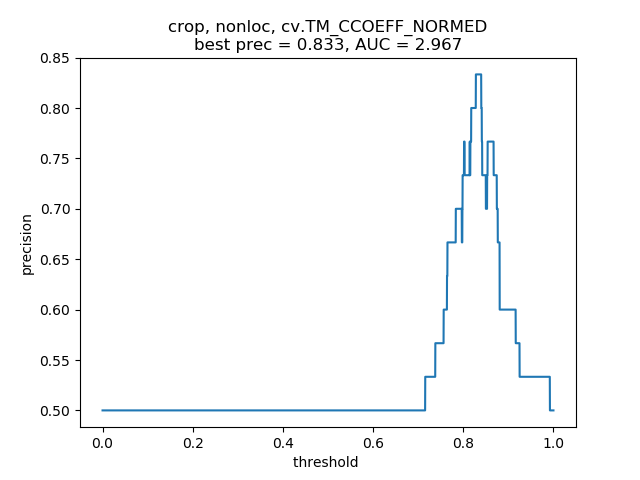 crop, nonloc, cv.TM_CCOEFF_NORMED
best prec = 0.833, AUC = 2.967
0.85
0.80
0.75
0.70
0.65
0.60
0.55
0.50
precision
0.0 0.2 0.4 0.6 0.8 1.0
threshold